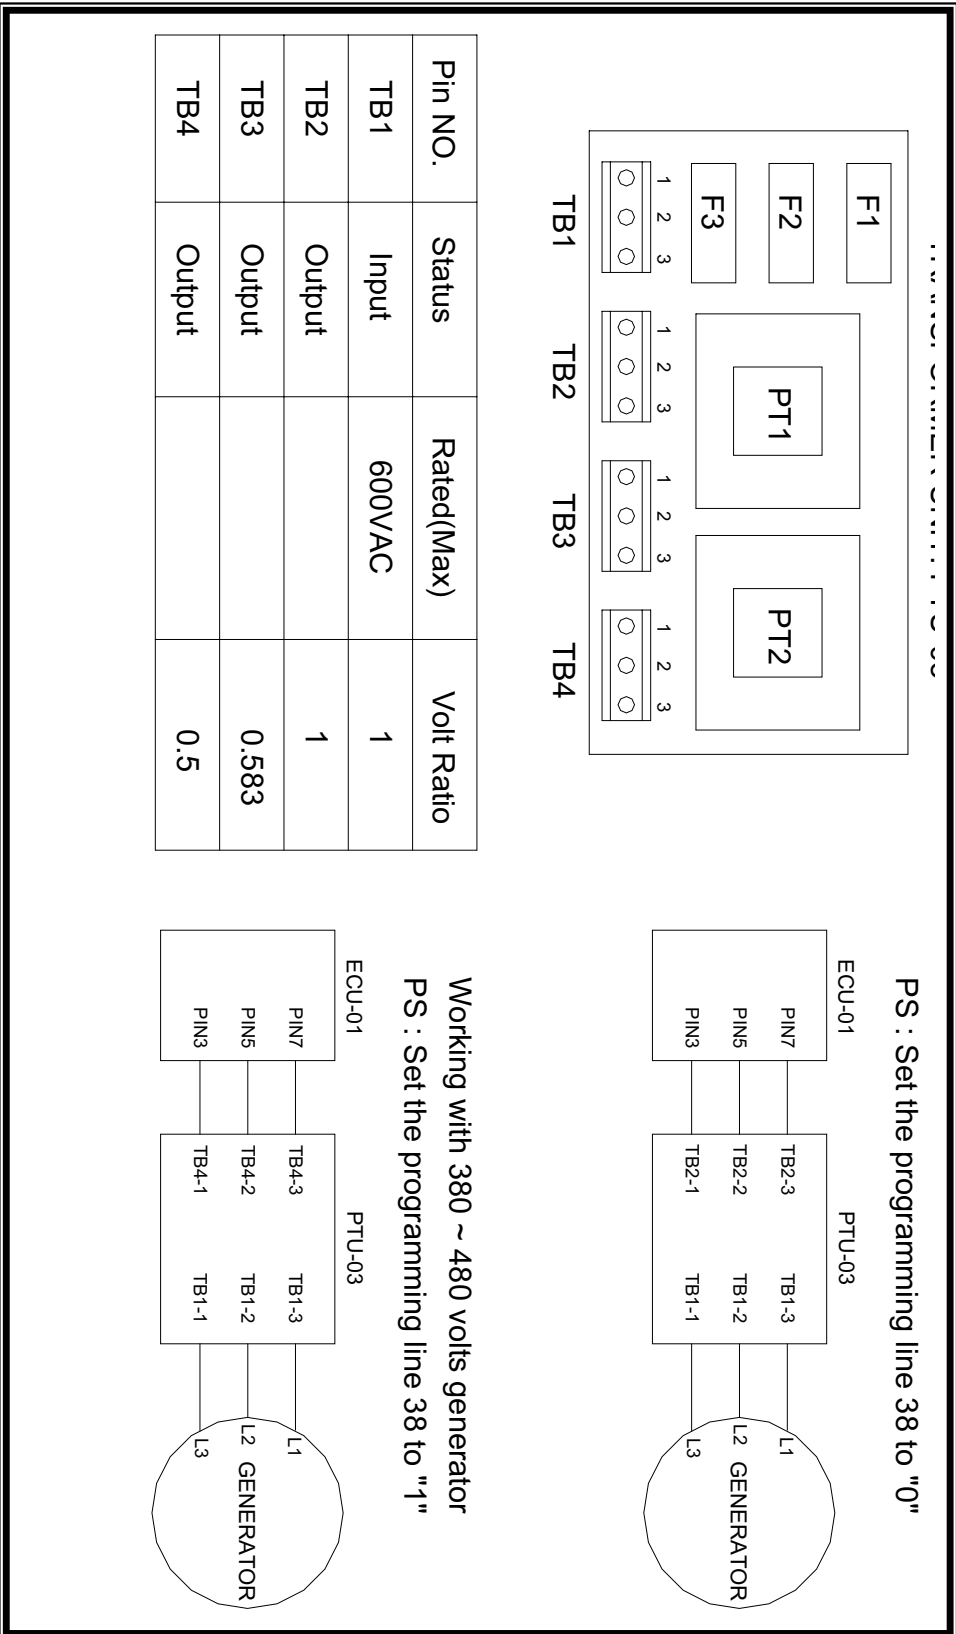 PS : Set the programming line 38 to "0"
F1
F2
F3
PT1
PT2
1 2 3
1 2 3
1 2 3
1 2 3
TB1
TB2
TB3
TB4
ECU-01
PTU-03
PIN7
TB2-3
TB1-3
L1
PIN5
TB2-2
TB1-2
L2
GENERATOR
PIN3
TB2-1
TB1-1
L3
Pin NO. Status Rated(Max) Volt Ratio
TB1 Input 600VAC 1
TB2 Output 1
TB3 Output 0.583
TB4 Output 0.5
Working with 380 ~ 480 volts generator
PS : Set the programming line 38 to "1"
ECU-01
PTU-03
PIN7
TB4-3
TB1-3
L1
PIN5
TB4-2
TB1-2
L2
GENERATOR
PIN3
TB4-1
TB1-1
L3